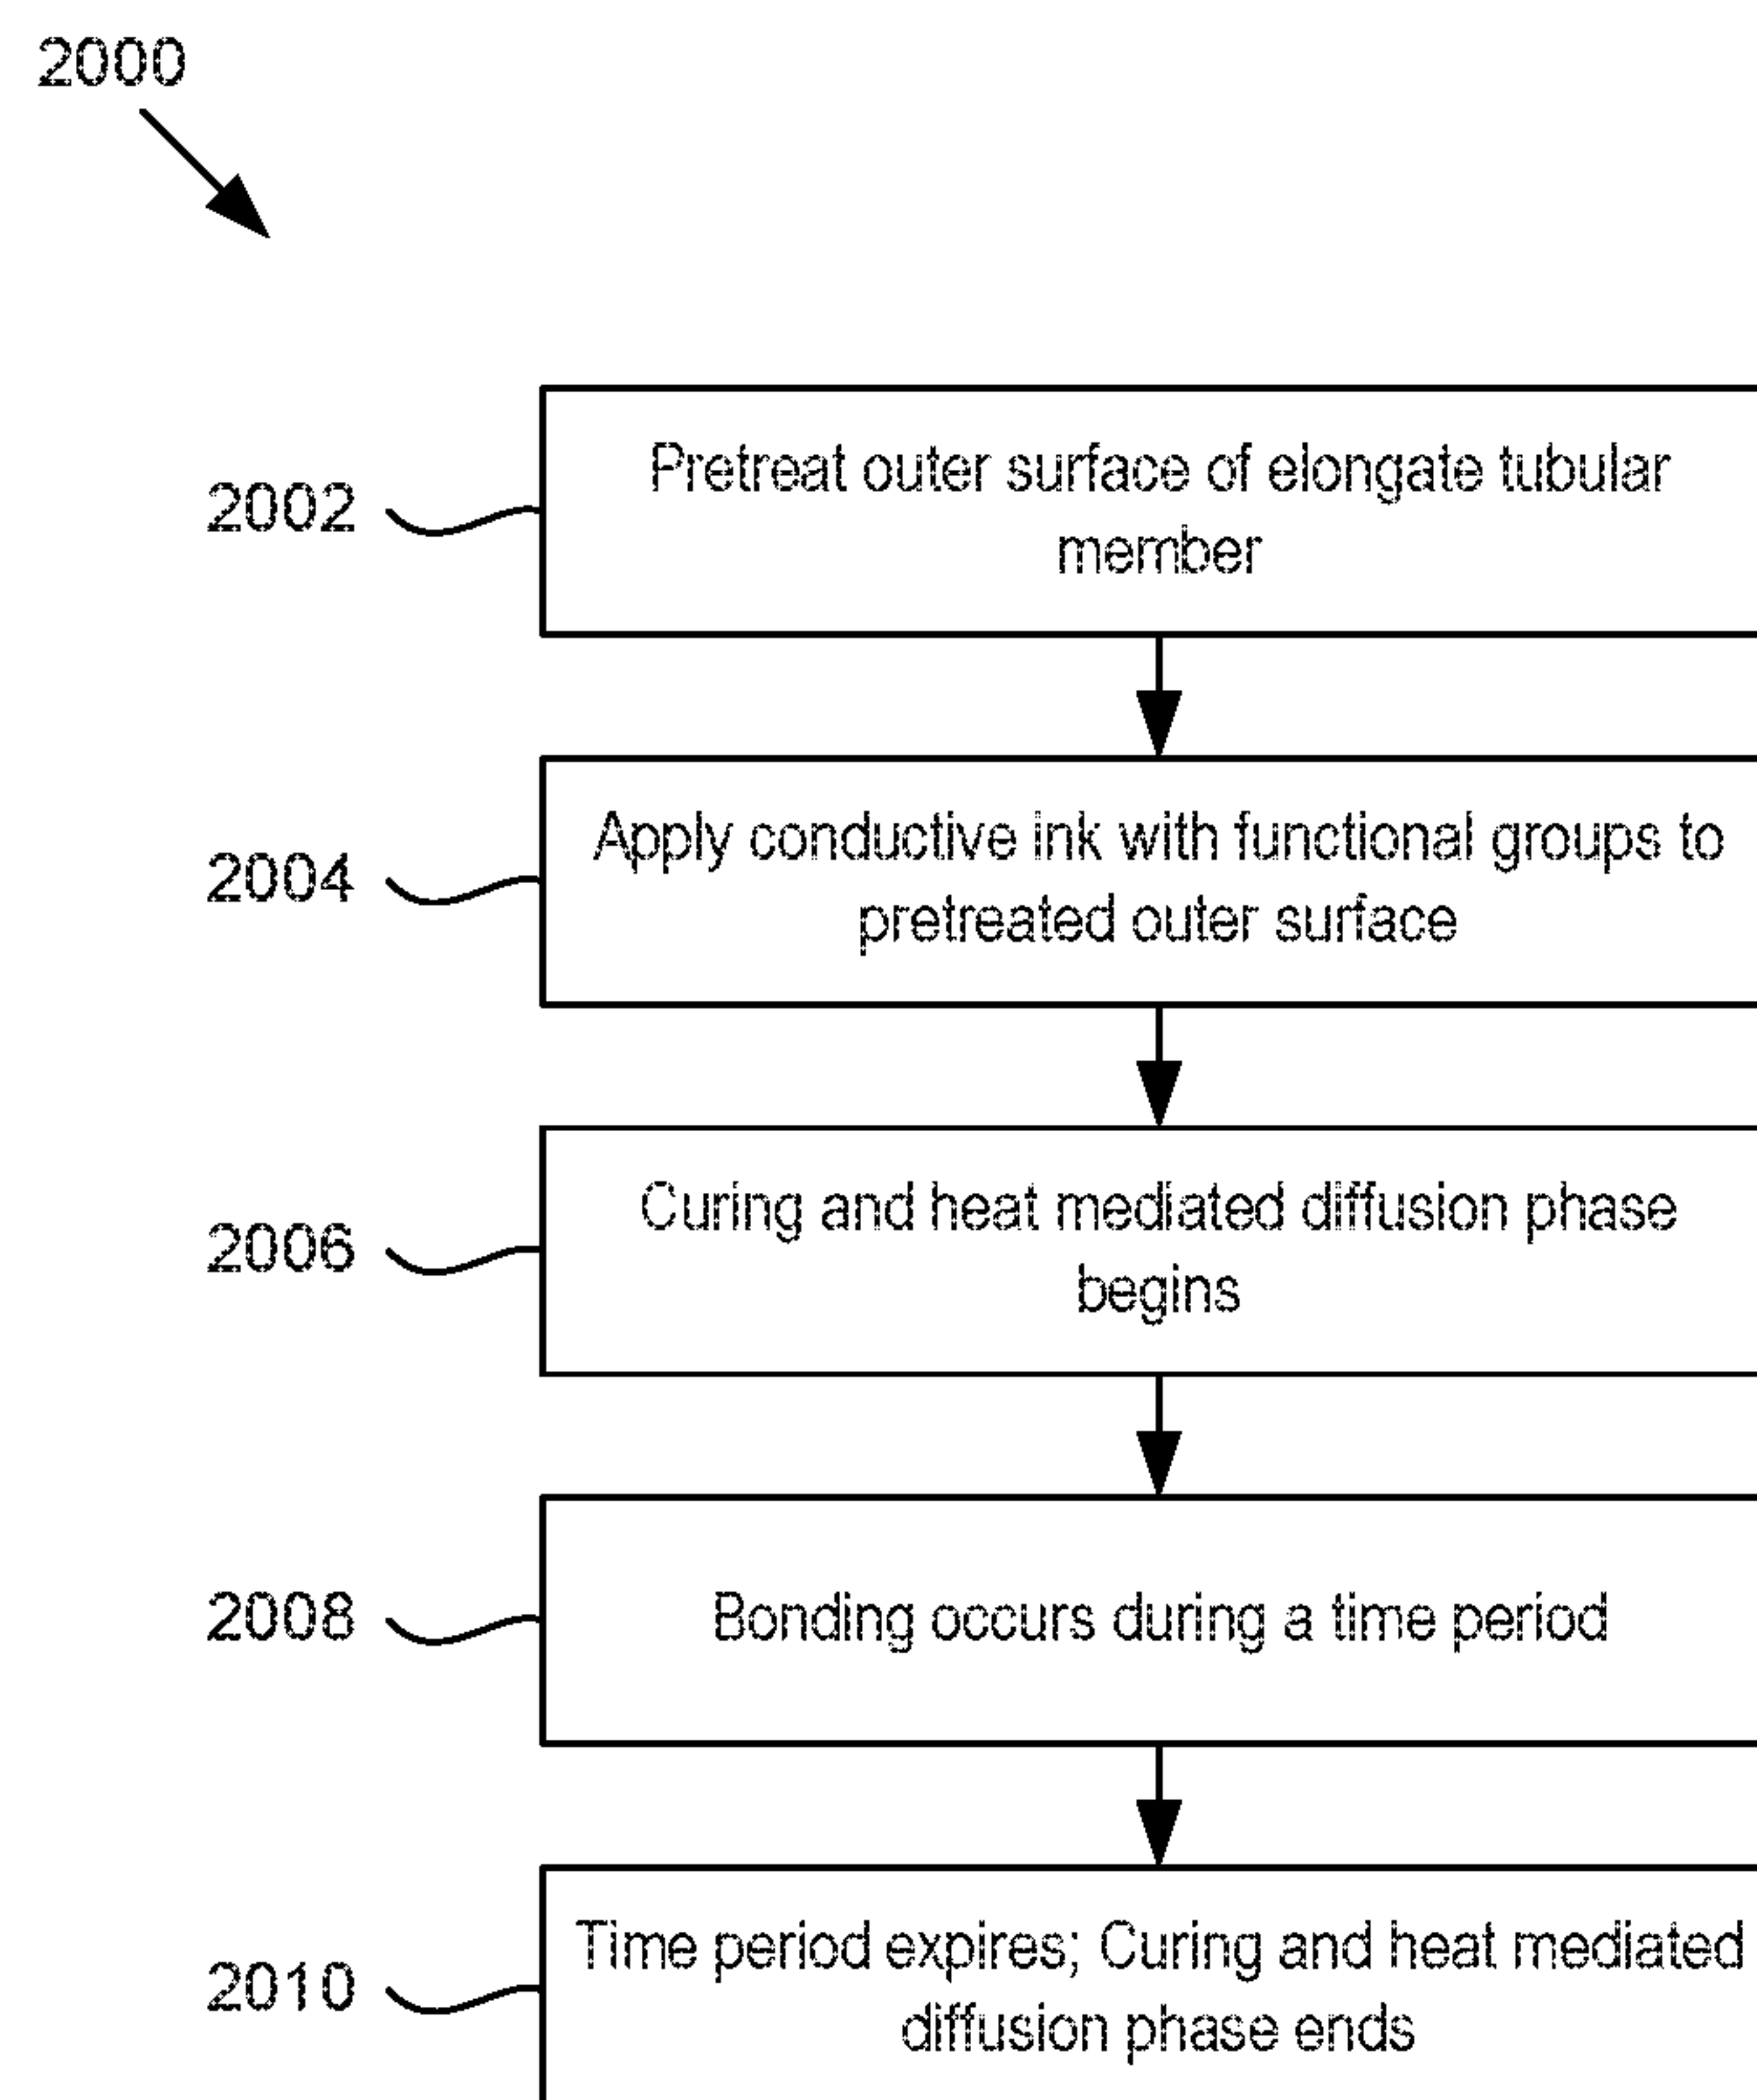 2000
2002
Pretreat outer surface of elongate tubular
member
2004
Apply conductive ink with functional groups to
pretreated outer surface
2006
Curing and heat mediated diffusion phase
begins
2008
Bonding occurs during a time period
2010
Time period expires; Curing and heat mediated
diffusion phase ends